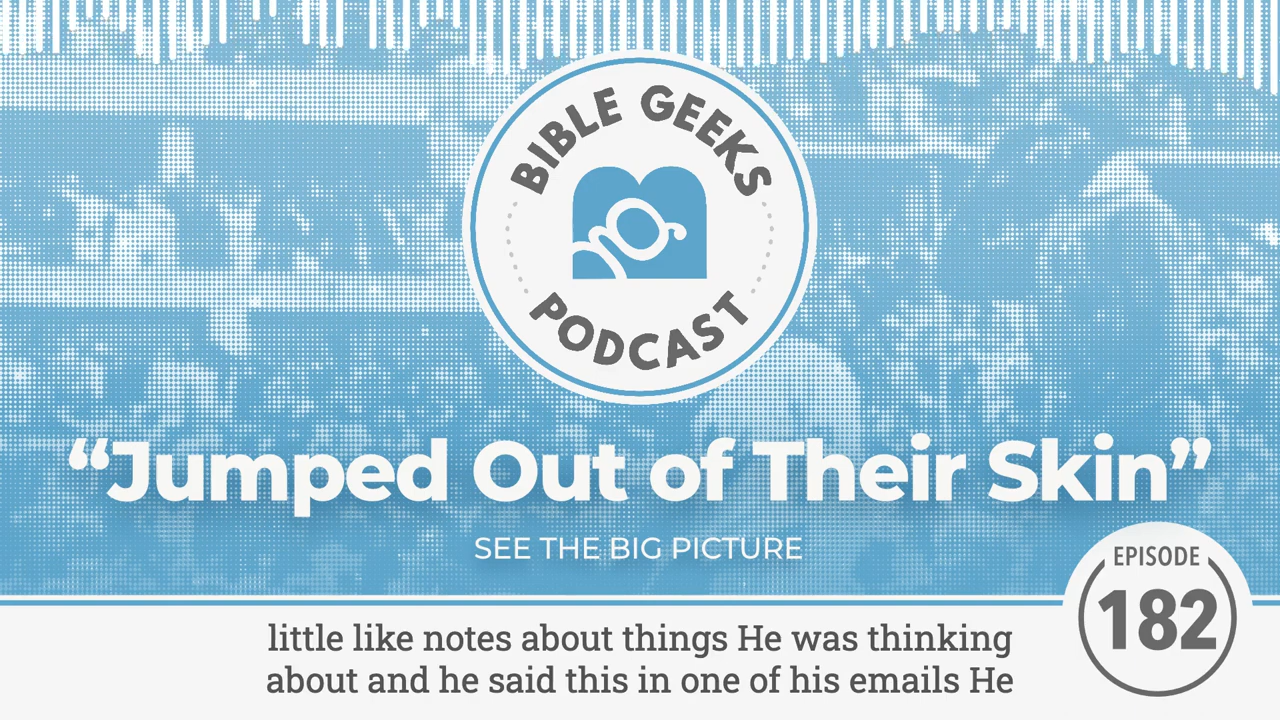 BIBLE GEEKS
PODCAST
“Jumped Out of Their Skin”
SEE THE BIG PICTURE
EPISODE
182
little like notes about things He was thinking
about and he said this in one of his emails He